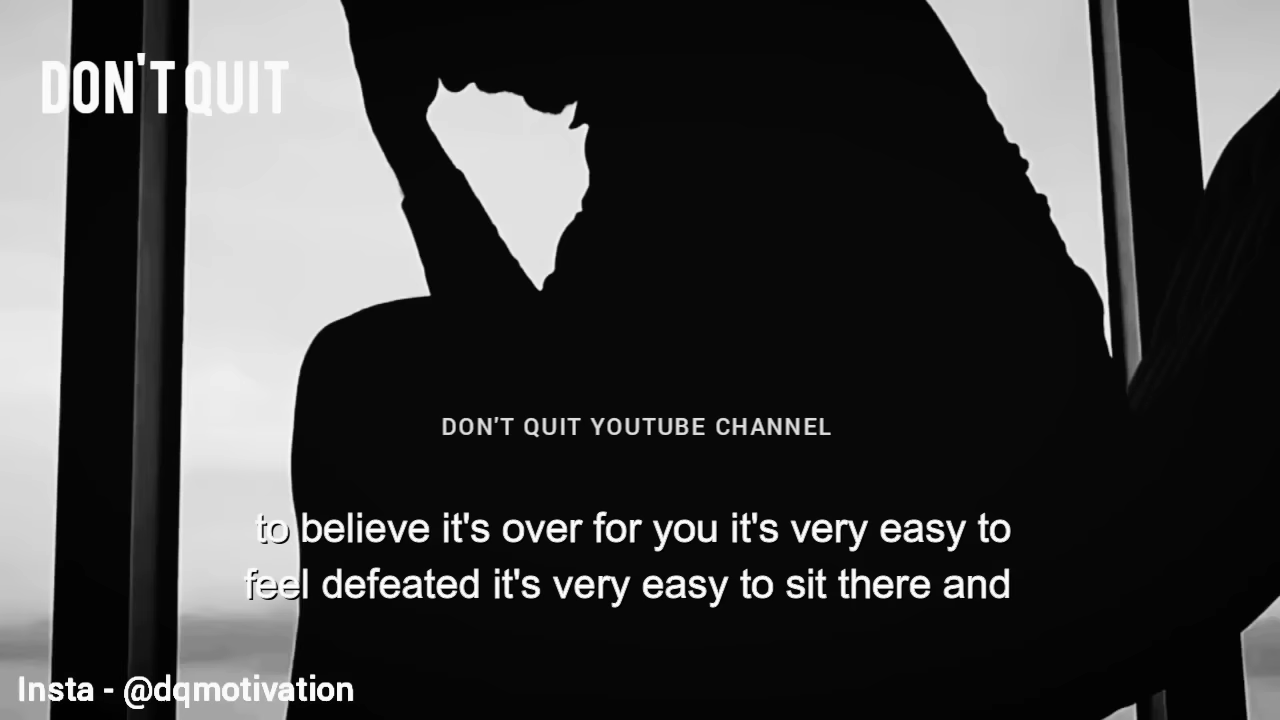 DON'T QUIT
DON'T QUIT YOUTUBE CHANNEL
to believe it's over for you it's very easy to
feel defeated it's very easy to sit there and
Insta - @dqmotivation